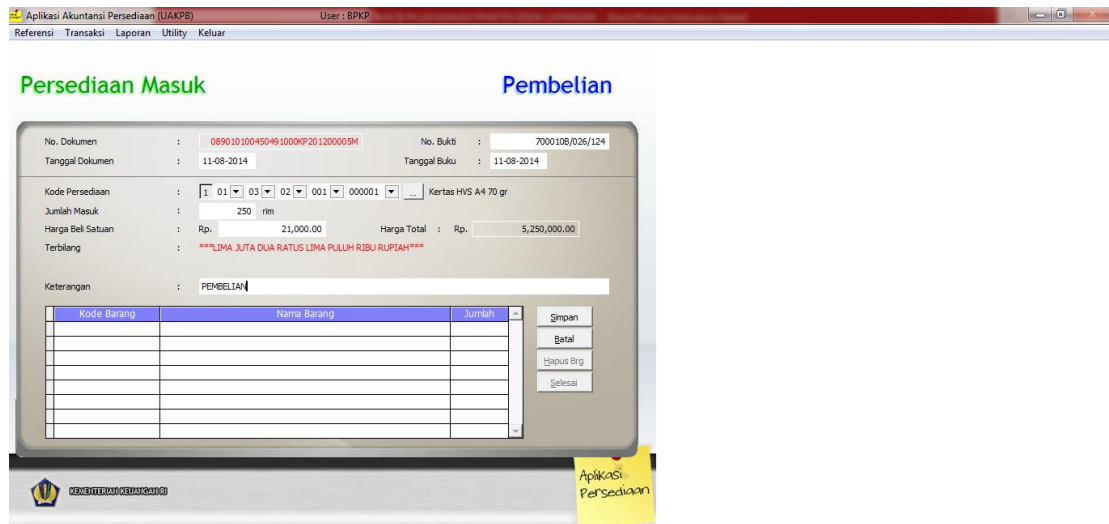 Aplikasi Akuntansi Persediaan (UAKPB) User : BPKP
Referensi Transaksi Laporan Utility Keluar
Persediaan Masuk Pembelian
No. Dokumen : 089010100450491000KP201200005M No. Bukti : 700010B/026/124
Tanggal Dokumen : 11-08-2014 Tanggal Buku : 11-08-2014
Kode Persediaan : 1 01 03 02 001 000001 ... Kertas HVS A4 70 gr
Jumlah Masuk : 250 rim
Harga Beli Satuan : Rp. 21,000.00 Harga Total : Rp. 5,250,000.00
Terbilang : ***LIMA JUTA DUA RATUS LIMA PULUH RIBU RUPIAH***
Keterangan : PEMBELIAN
Kode Barang Nama Barang Jumlah
Simpan
Batal
Hapus Brg
Selesai
KEMENTERIAN KEUANGAN RI
Aplikasi
Persediaan